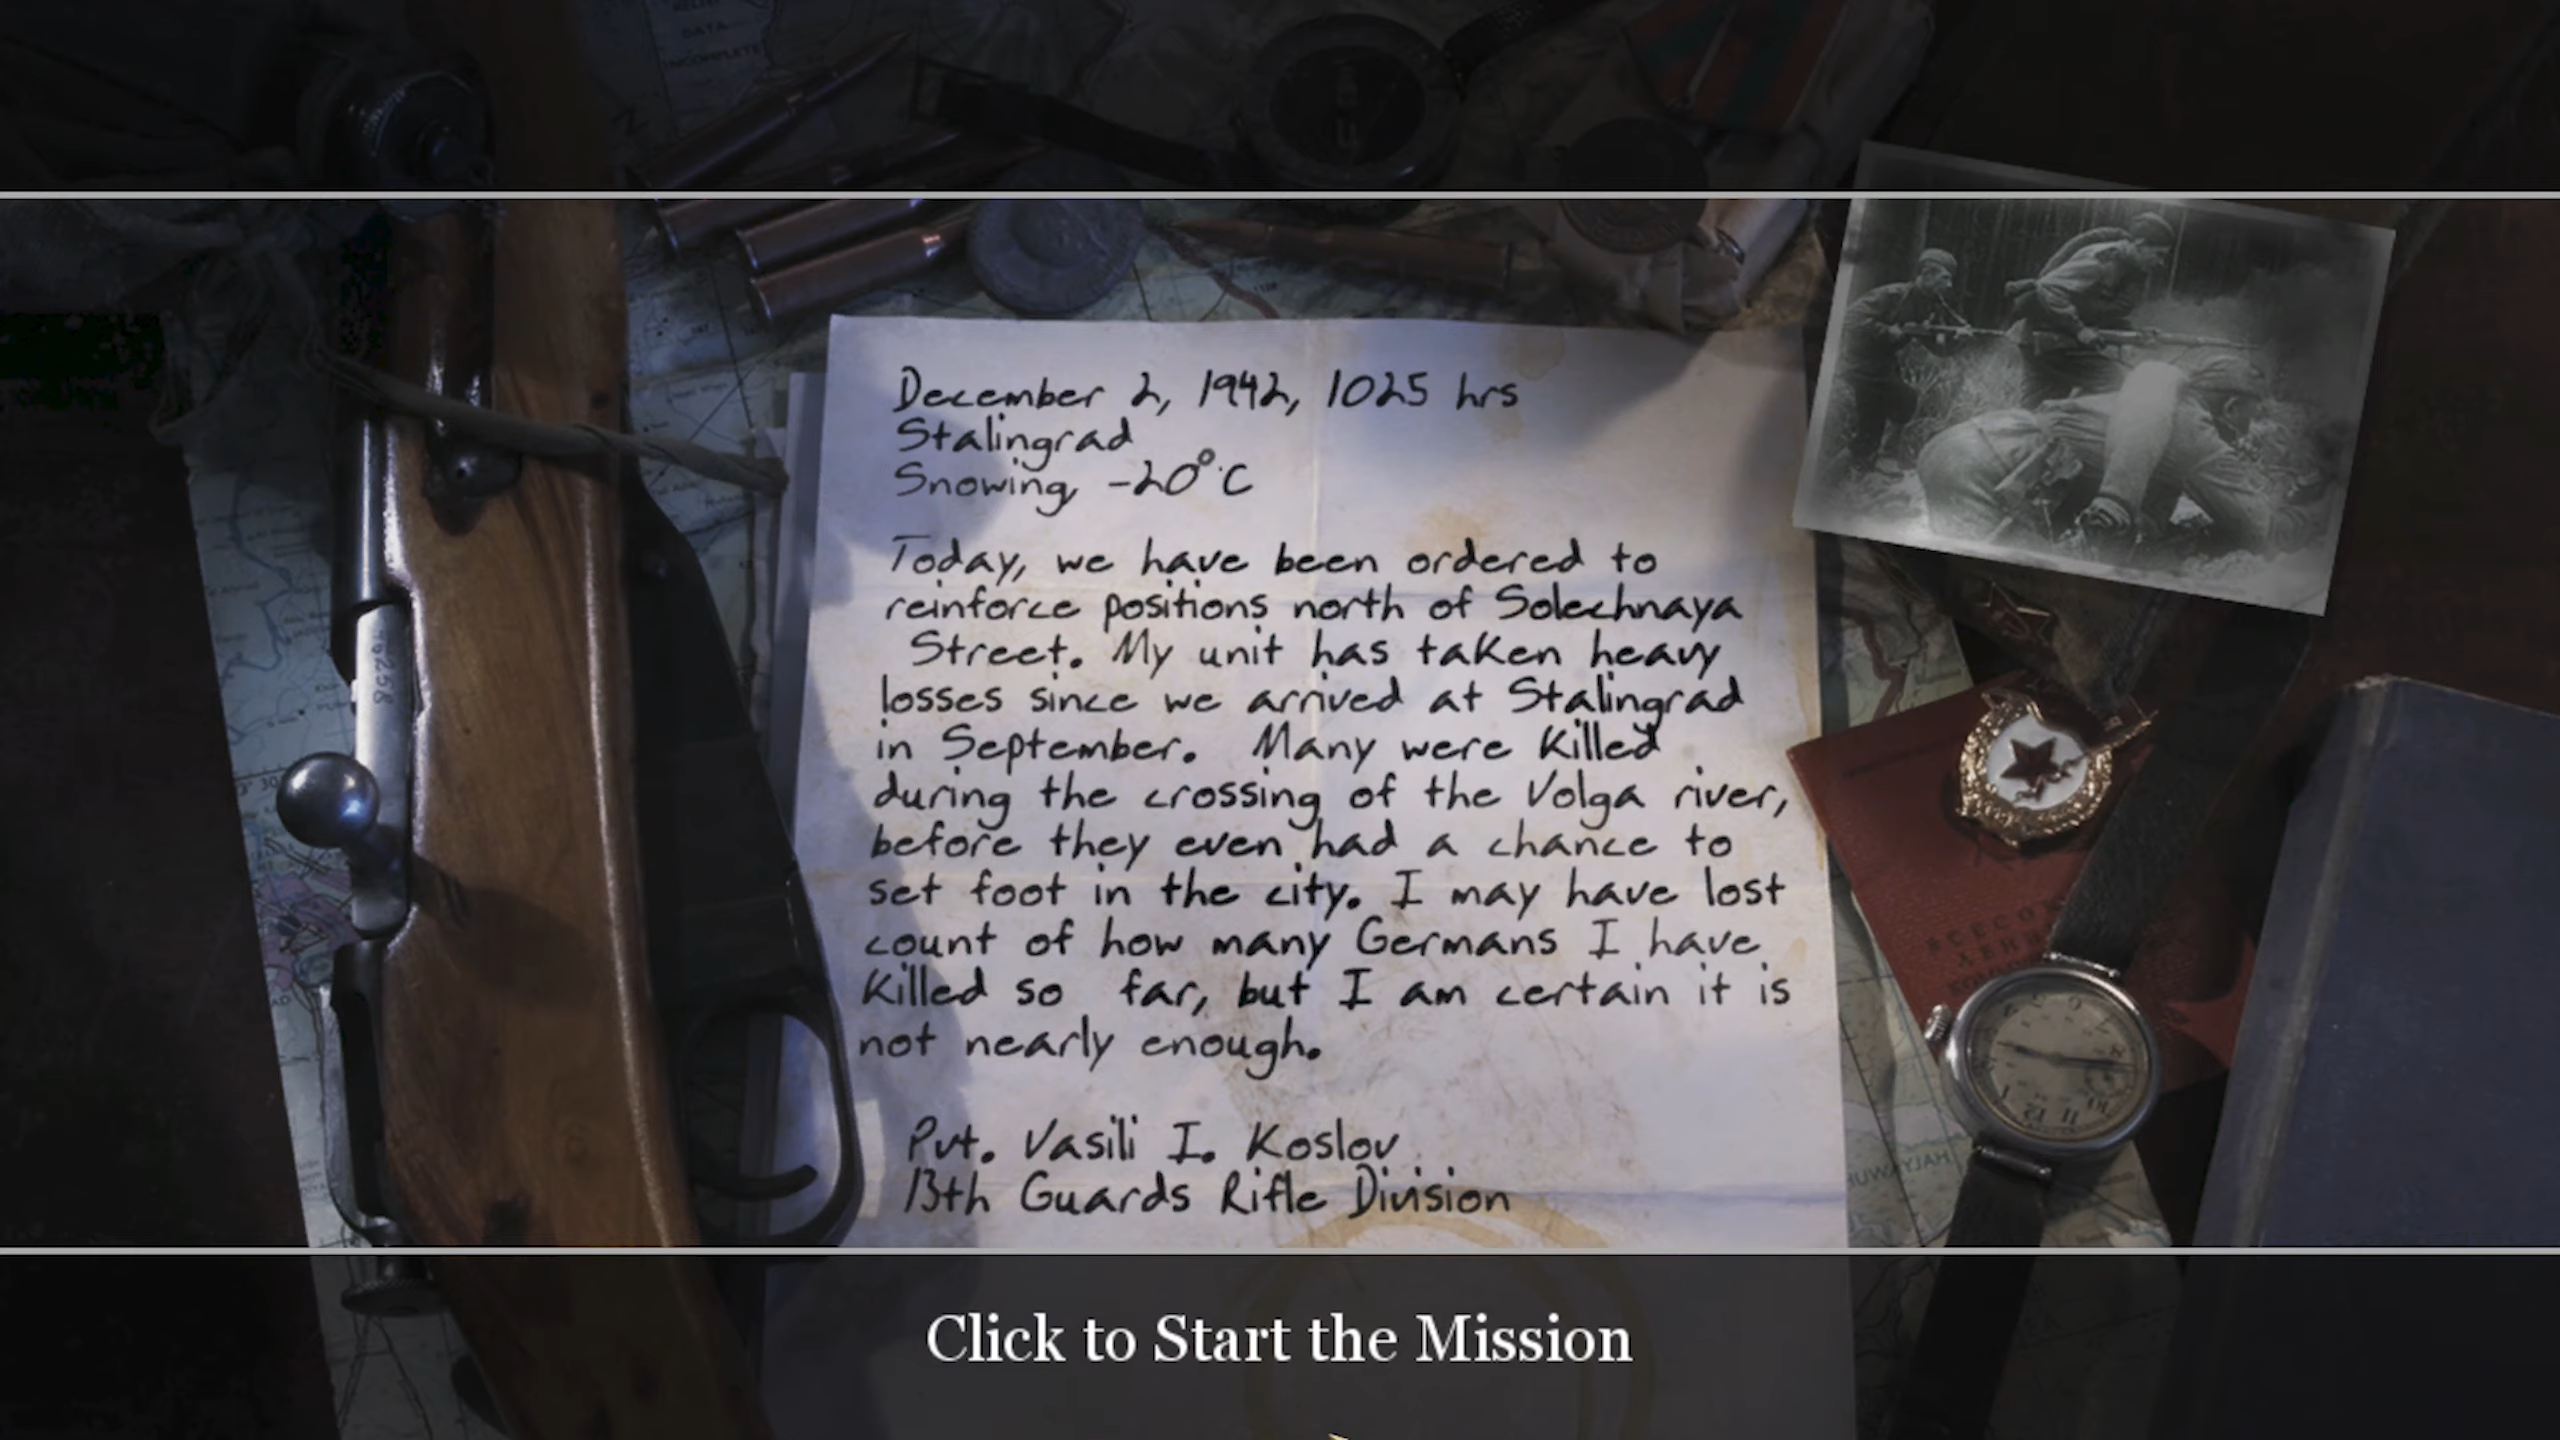 RELIEF
DATA
INCOMPLETE
December 2, 1942, 1025 hrs
Stalingrad
Snowing, -20°C
Today, we have been ordered to
reinforce positions north of Solechnaya
Street. My unit has taken heavy
losses since we arrived at Stalingrad
in September. Many were killed
during the crossing of the Volga river,
before they even had a chance to
set foot in the city. I may have lost
count of how many Germans I have
killed so far, but I am certain it is
not nearly enough.
Pvt. Vasili I. Koslov
13th Guards Rifle Division
Click to Start the Mission